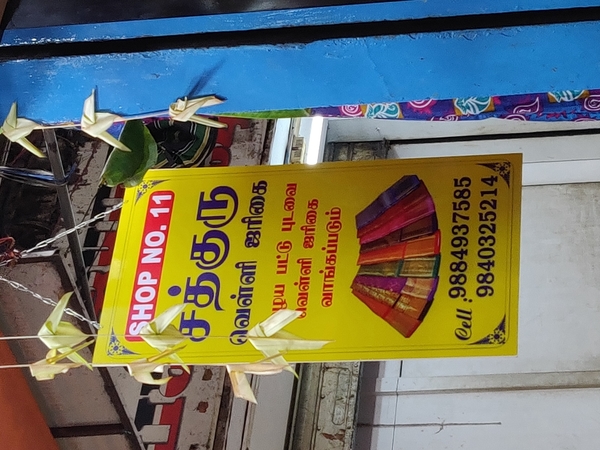 SHOP NO. 11
சத்குரு
வெள்ளி ஜரிகை
பழைய பட்டு புடவை
வெள்ளி ஜரிகை
வாங்கப்படும்
Cell : 9884937585
9840325214